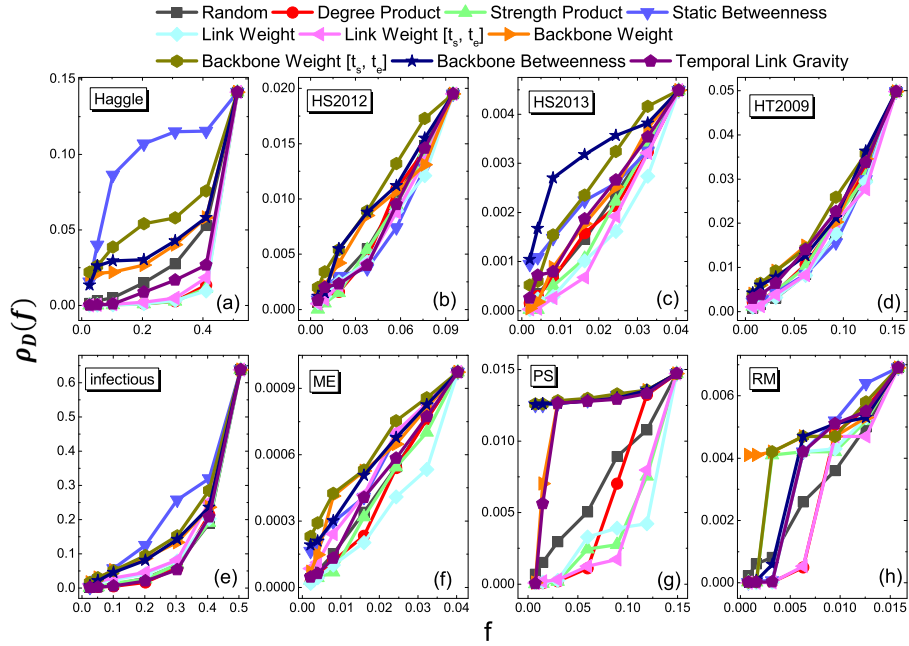 Random Degree Product Strength Product Static Betweenness
Link Weight Link Weight [t_s, t_e] Backbone Weight
Backbone Weight [t_s, t_e] Backbone Betweenness Temporal Link Gravity
ρ_D(f)
0.15
0.10
0.05
0.00
Haggle
(a)
0.0 0.1 0.2 0.3 0.4 0.5
0.020
0.015
0.010
0.005
0.000
HS2012
(b)
0.00 0.03 0.06 0.09
0.004
0.003
0.002
0.001
0.000
HS2013
(c)
0.00 0.01 0.02 0.03 0.04
0.05
0.04
0.03
0.02
0.01
0.00
HT2009
(d)
0.00 0.05 0.10 0.15
0.6
0.5
0.4
0.3
0.2
0.1
0.0
infectious
(e)
0.0 0.1 0.2 0.3 0.4 0.5
0.0009
0.0006
0.0003
0.0000
ME
(f)
0.00 0.01 0.02 0.03 0.04
0.015
0.010
0.005
0.000
PS
(g)
0.00 0.05 0.10 0.15
0.006
0.004
0.002
0.000
RM
(h)
0.000 0.005 0.010 0.015
f